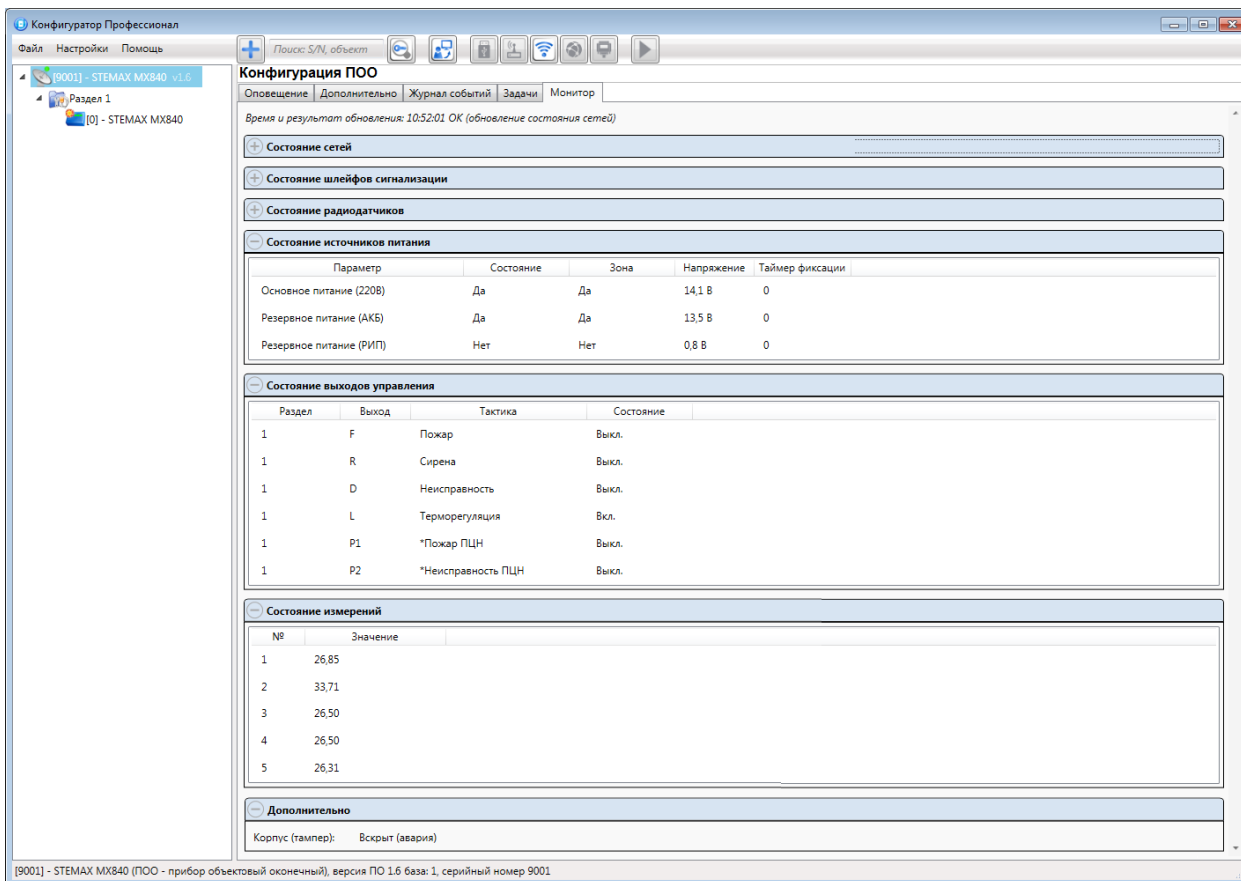 Конфигуратор Профессионал
Файл Настройки Помощь
Поиск: S/N, объект
[9001] - STEMAX MX840 v1.6
Раздел 1
[0] - STEMAX MX840
Конфигурация ПОО
Оповещение Дополнительно Журнал событий Задачи Монитор
Время и результат обновления: 10:52:01 ОК (обновление состояния сетей)
Состояние сетей
Состояние шлейфов сигнализации
Состояние радиодатчиков
Состояние источников питания
Параметр Состояние Зона Напряжение Таймер фиксации
Основное питание (220В) Да Да 14,1 В 0
Резервное питание (АКБ) Да Да 13,5 В 0
Резервное питание (РИП) Нет Нет 0,8 В 0
Состояние выходов управления
Раздел Выход Тактика Состояние
1 F Пожар Выкл.
1 R Сирена Выкл.
1 D Неисправность Выкл.
1 L Терморегуляция Вкл.
1 P1 *Пожар ПЦН Выкл.
1 P2 *Неисправность ПЦН Выкл.
Состояние измерений
№ Значение
1 26,85
2 33,71
3 26,50
4 26,50
5 26,31
Дополнительно
Корпус (тампер): Вскрыт (авария)
[9001] - STEMAX MX840 (ПОО - прибор объектовый оконечный), версия ПО 1.6 база: 1, серийный номер 9001